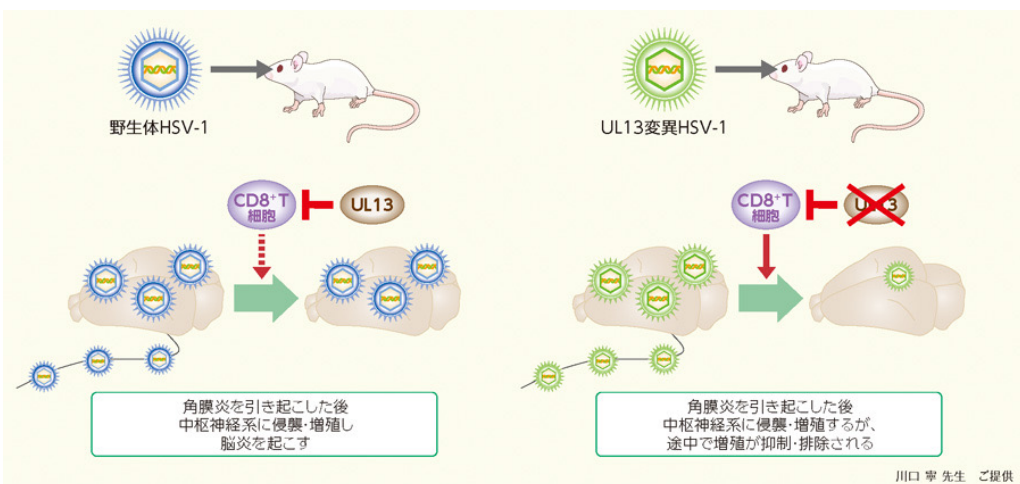 野生体HSV-1
UL13変異HSV-1
CD8⁺T
細胞
UL13
CD8⁺T
細胞
UL13
角膜炎を引き起こした後
中枢神経系に侵襲・増殖し
脳炎を起こす
角膜炎を引き起こした後
中枢神経系に侵襲・増殖するが、
途中で増殖が抑制・排除される
川口 寧 先生　ご提供